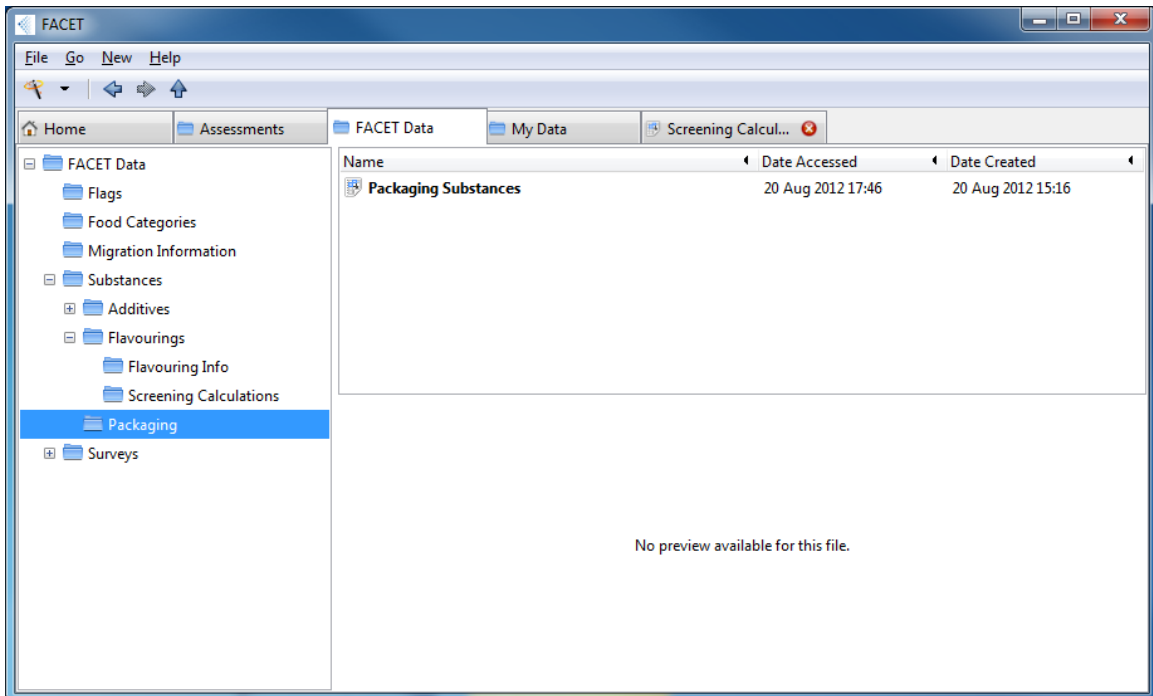 FACET
File Go New Help
Home Assessments FACET Data My Data Screening Calcul...
FACET Data
Flags
Food Categories
Migration Information
Substances
Additives
Flavourings
Flavouring Info
Screening Calculations
Packaging
Surveys
Name Date Accessed Date Created
Packaging Substances 20 Aug 2012 17:46 20 Aug 2012 15:16
No preview available for this file.